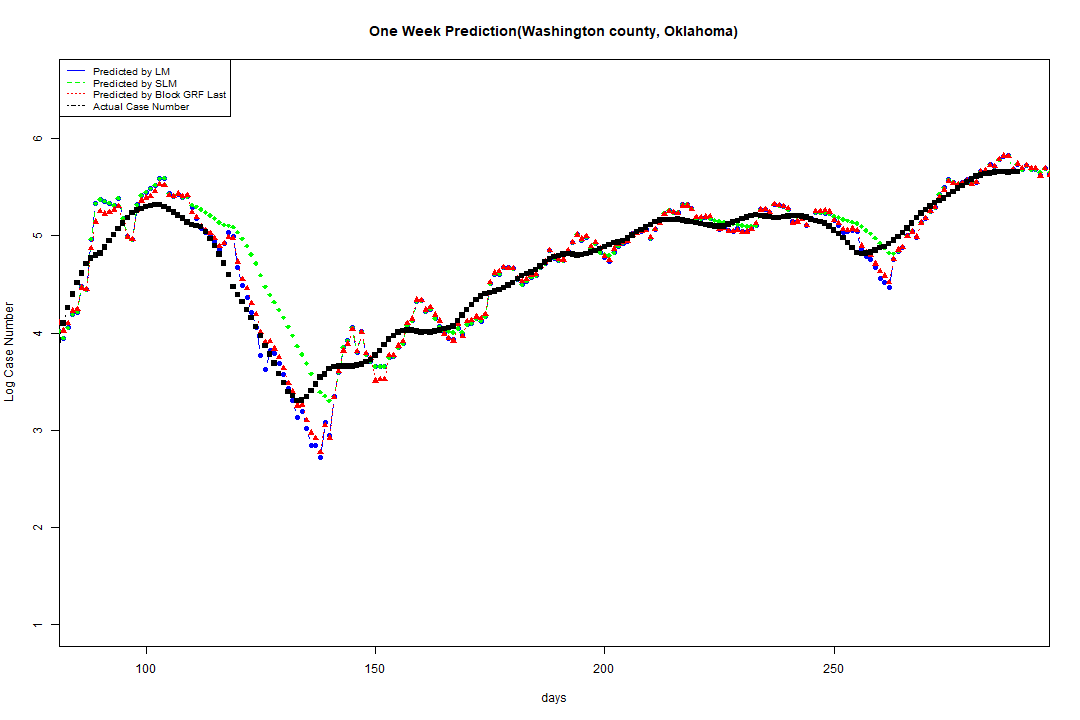 One Week Prediction(Washington county, Oklahoma)
Predicted by LM
Predicted by SLM
Predicted by Block GRF Last
Actual Case Number
6
5
4
3
2
1
Log Case Number
100 150 200 250
days